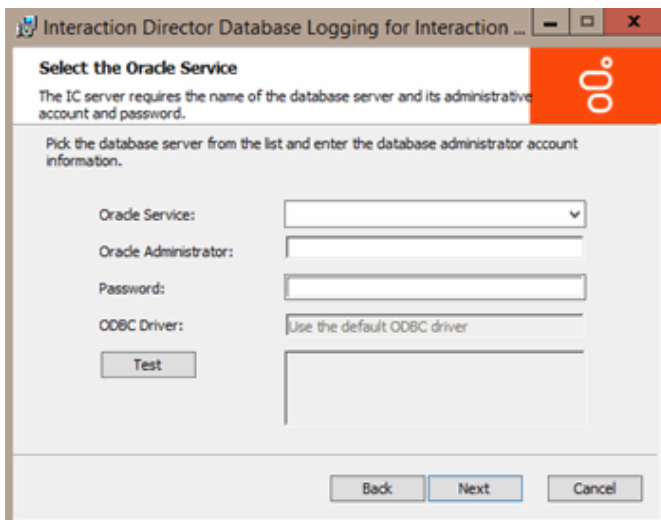 Interaction Director Database Logging for Interaction ...
Select the Oracle Service
The IC server requires the name of the database server and its administrative
account and password.
Pick the database server from the list and enter the database administrator account
information.
Oracle Service:
Oracle Administrator:
Password:
ODBC Driver:
Use the default ODBC driver
Test
Back
Next
Cancel